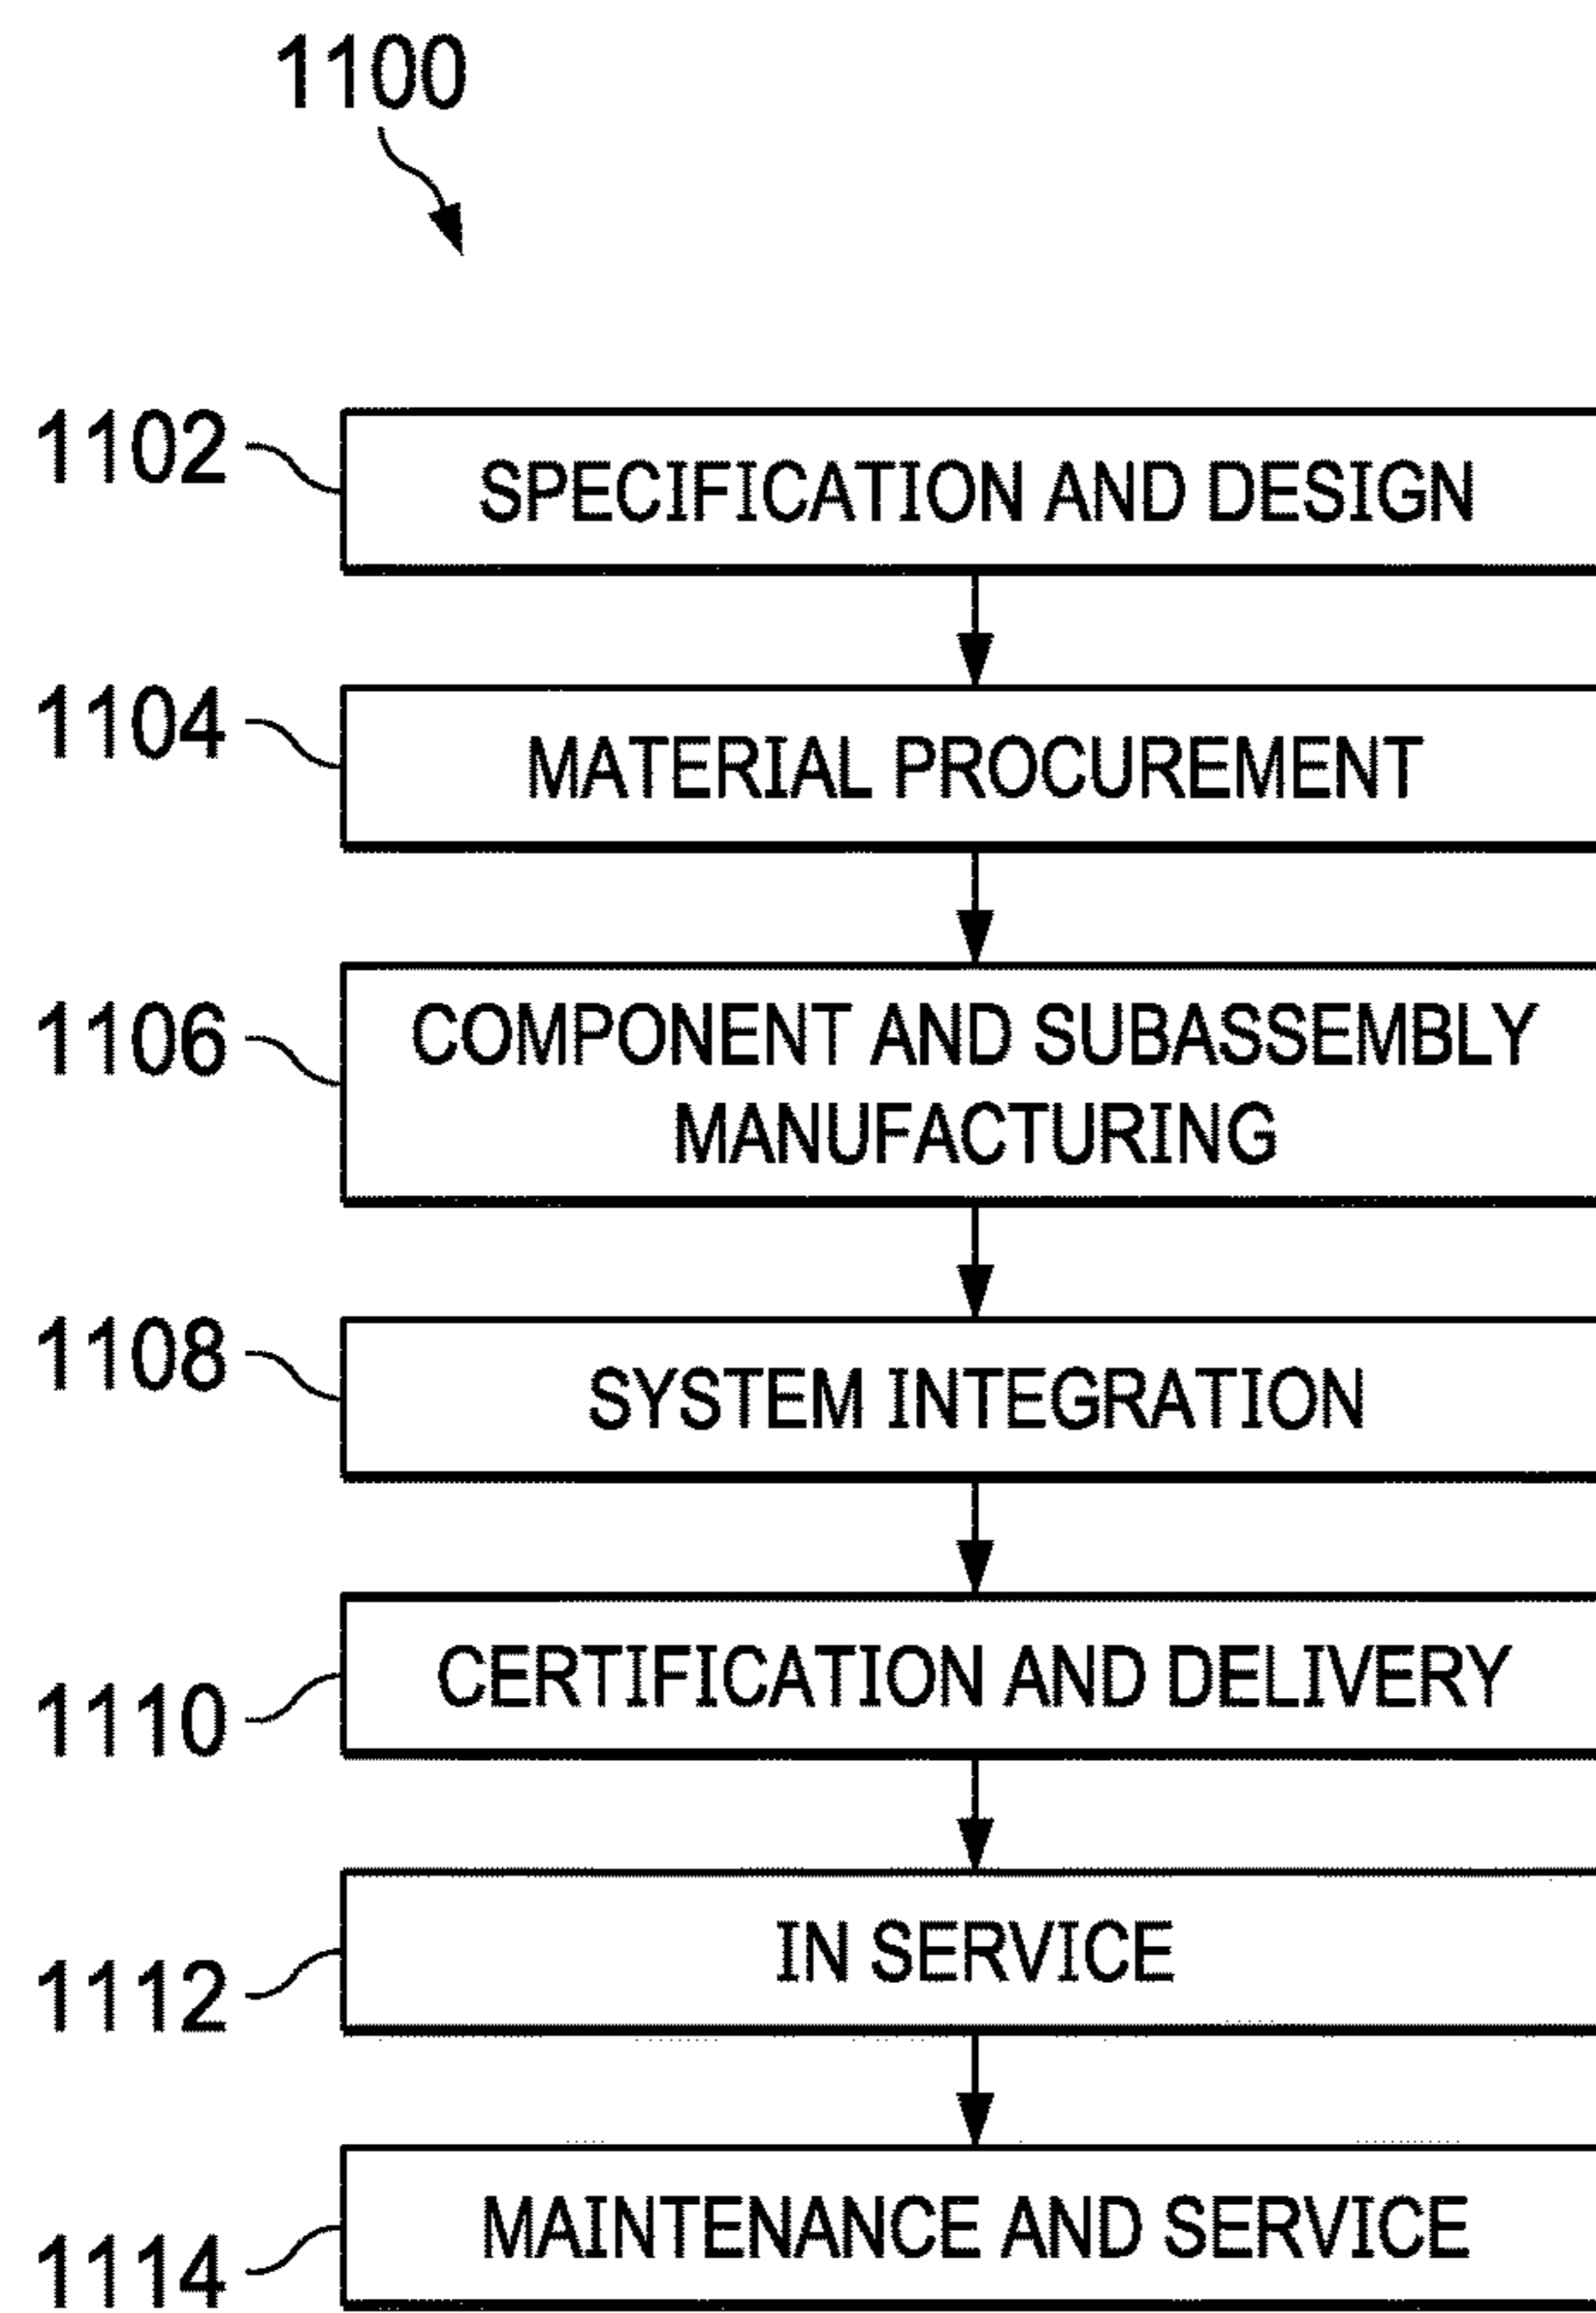 1100
1102
SPECIFICATION AND DESIGN
1104
MATERIAL PROCUREMENT
1106
COMPONENT AND SUBASSEMBLY
MANUFACTURING
1108
SYSTEM INTEGRATION
1110
CERTIFICATION AND DELIVERY
1112
IN SERVICE
1114
MAINTENANCE AND SERVICE